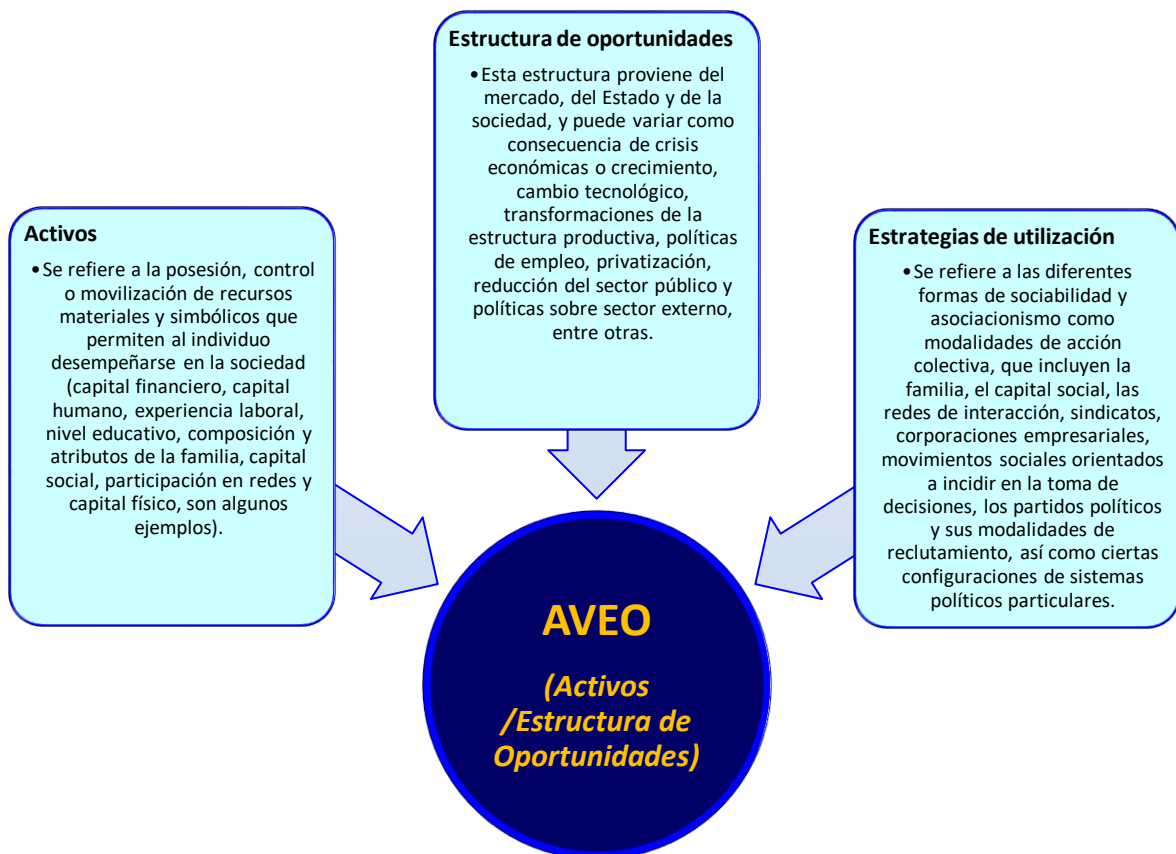 Estructura de oportunidades
•Esta estructura proviene del
mercado, del Estado y de la
sociedad, y puede variar como
consecuencia de crisis
económicas o crecimiento,
cambio tecnológico,
transformaciones de la
estructura productiva, políticas
de empleo, privatización,
reducción del sector público y
políticas sobre sector externo,
entre otras.
Activos
•Se refiere a la posesión, control
o movilización de recursos
materiales y simbólicos que
permiten al individuo
desempeñarse en la sociedad
(capital financiero, capital
humano, experiencia laboral,
nivel educativo, composición y
atributos de la familia, capital
social, participación en redes y
capital físico, son algunos
ejemplos).
Estrategias de utilización
•Se refiere a las diferentes
formas de sociabilidad y
asociacionismo como
modalidades de acción
colectiva, que incluyen la
familia, el capital social, las
redes de interacción, sindicatos,
corporaciones empresariales,
movimientos sociales orientados
a incidir en la toma de
decisiones, los partidos políticos
y sus modalidades de
reclutamiento, así como ciertas
configuraciones de sistemas
políticos particulares.
AVEO
(Activos
/Estructura de
Oportunidades)